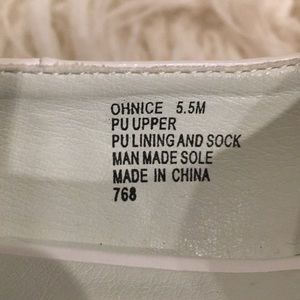 OHNICE 5.5M
PU UPPER
PU LINING AND SOCK
MAN MADE SOLE
MADE IN CHINA
768